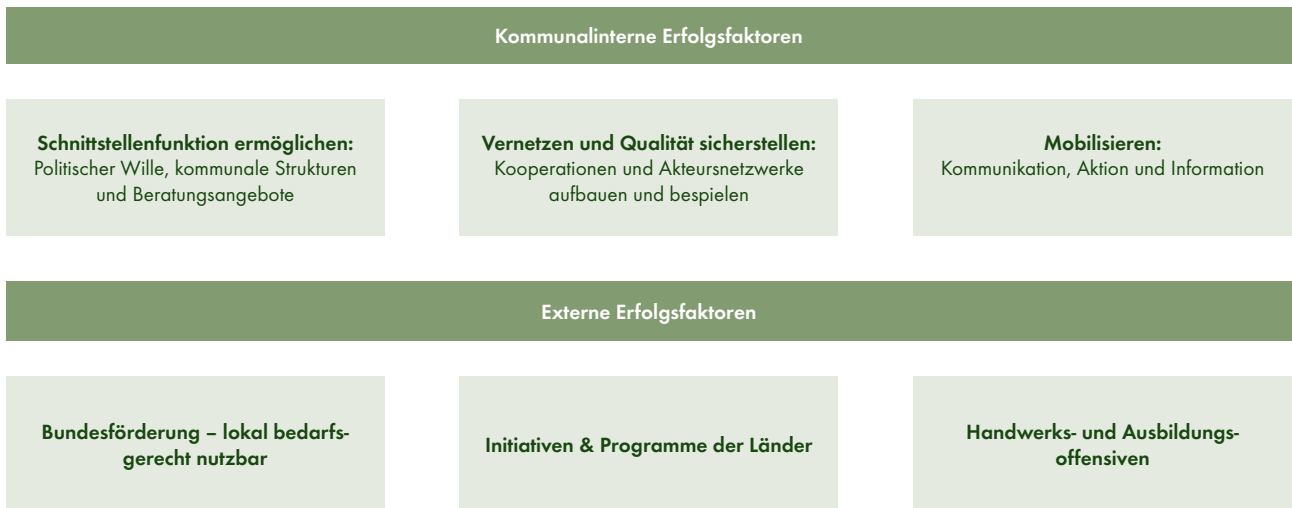 Kommunalinterne Erfolgsfaktoren
Schnittstellenfunktion ermöglichen:
Politischer Wille, kommunale Strukturen
und Beratungsangebote
Vernetzen und Qualität sicherstellen:
Kooperationen und Akteursnetzwerke
aufbauen und bespielen
Mobilisieren:
Kommunikation, Aktion und Information
Externe Erfolgsfaktoren
Bundesförderung – lokal bedarfs-
gerecht nutzbar
Initiativen & Programme der Länder
Handwerks- und Ausbildungs-
offensiven